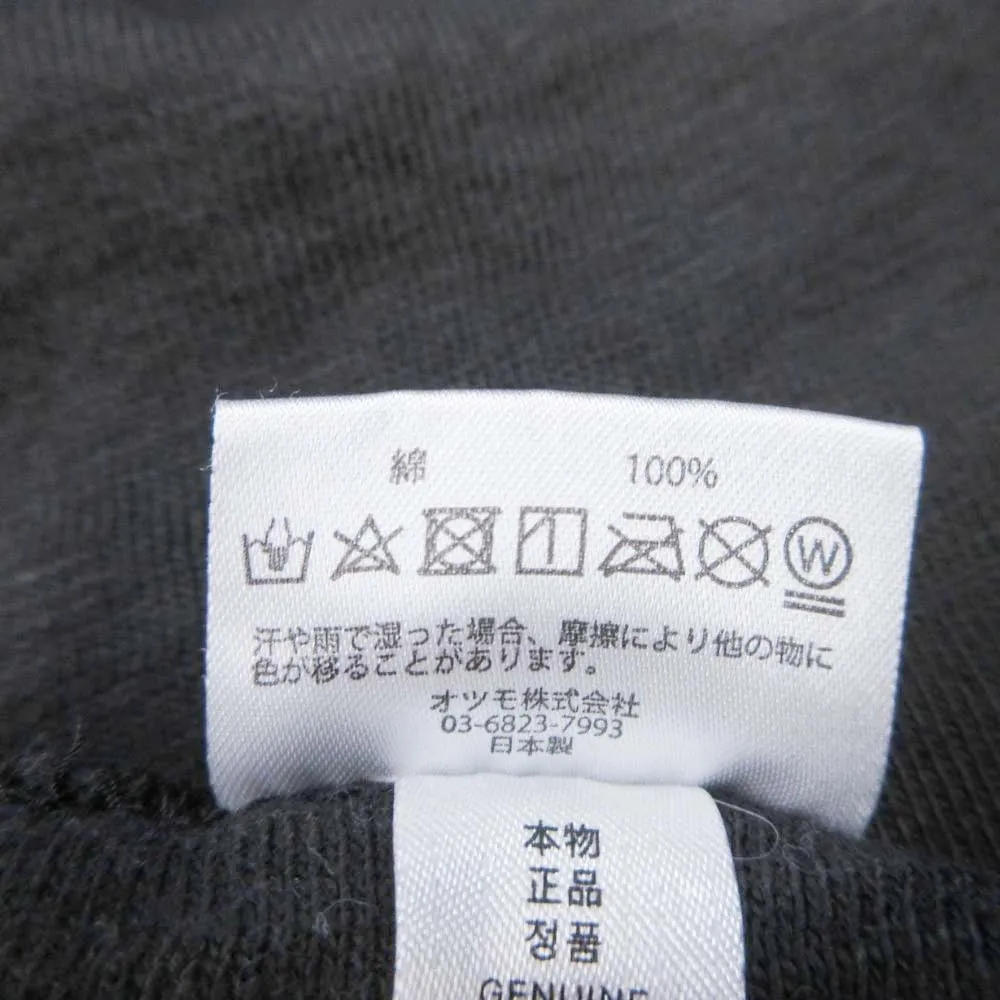 綿 100%
W
汗や雨で湿った場合、摩擦により他の物に
色が移ることがあります。
オツモ株式会社
03-6823-7993
日本製
本物
正品
정품
GENUINE